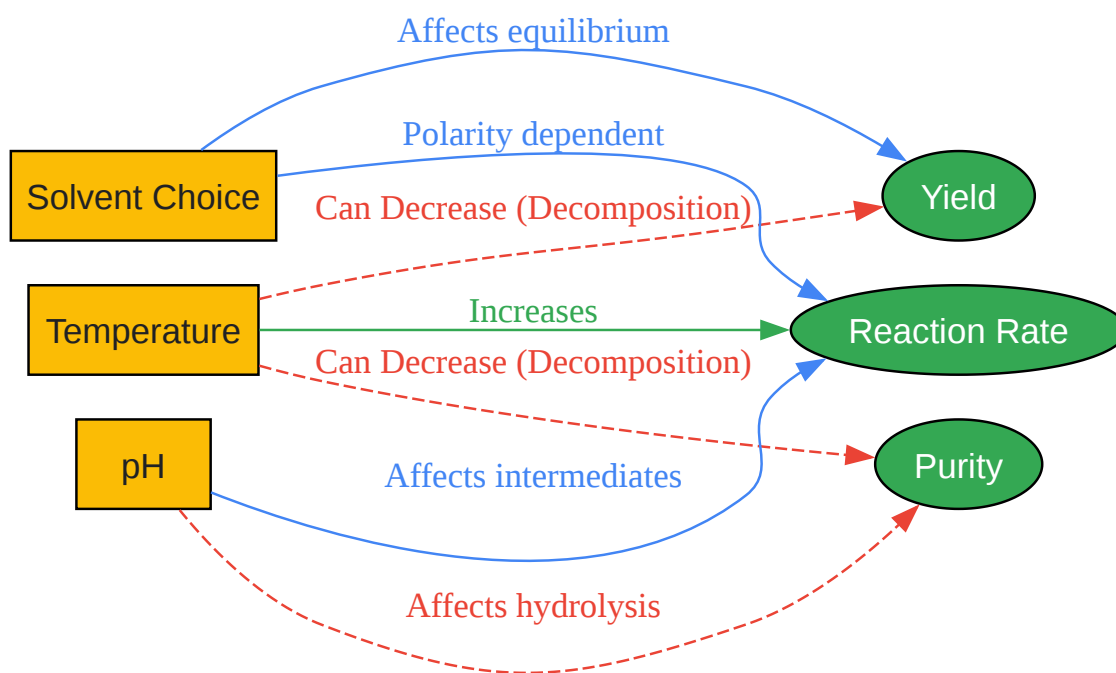 Affects equilibrium
Polarity dependent
Solvent Choice
Can Decrease (Decomposition)
Yield
Increases
Temperature
Reaction Rate
Can Decrease (Decomposition)
pH
Affects intermediates
Purity
Affects hydrolysis